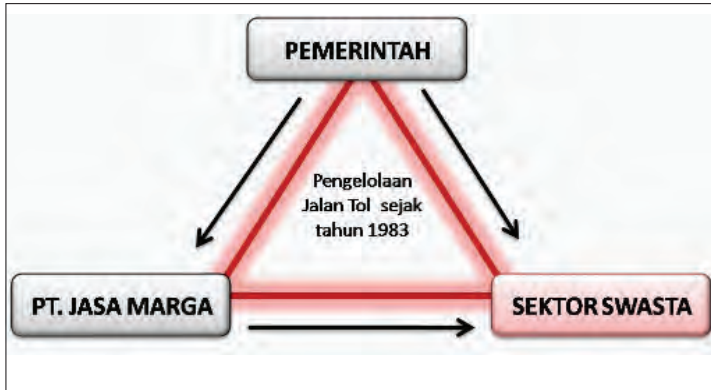 PEMERINTAH
Pengelolaan
Jalan Tol sejak
tahun 1983
PT. JASA MARGA
SEKTOR SWASTA